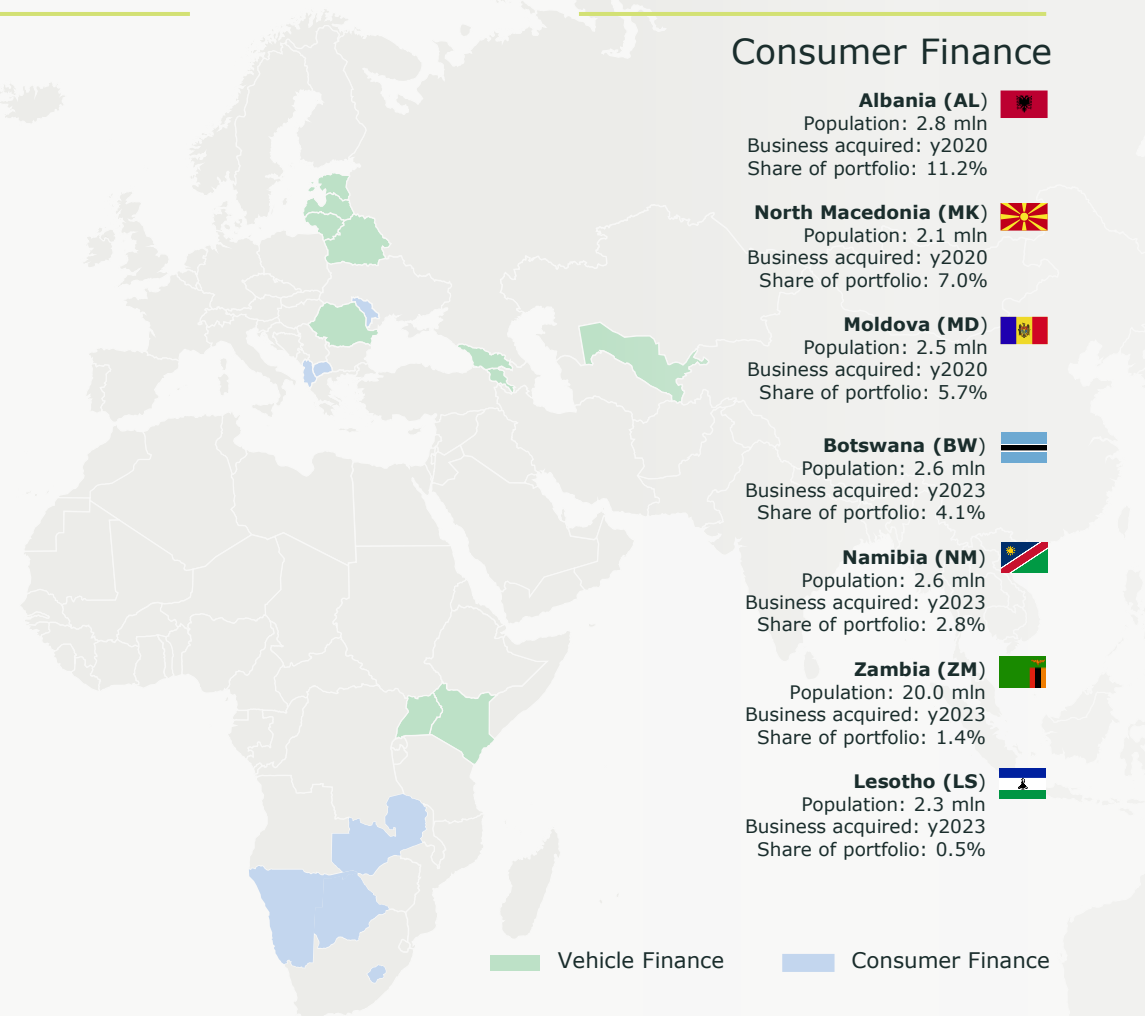 Consumer Finance
Albania (AL)
Population: 2.8 mln
Business acquired: y2020
Share of portfolio: 11.2%
North Macedonia (MK)
Population: 2.1 mln
Business acquired: y2020
Share of portfolio: 7.0%
Moldova (MD)
Population: 2.5 mln
Business acquired: y2020
Share of portfolio: 5.7%
Botswana (BW)
Population: 2.6 mln
Business acquired: y2023
Share of portfolio: 4.1%
Namibia (NM)
Population: 2.6 mln
Business acquired: y2023
Share of portfolio: 2.8%
Zambia (ZM)
Population: 20.0 mln
Business acquired: y2023
Share of portfolio: 1.4%
Lesotho (LS)
Population: 2.3 mln
Business acquired: y2023
Share of portfolio: 0.5%
Vehicle Finance
Consumer Finance